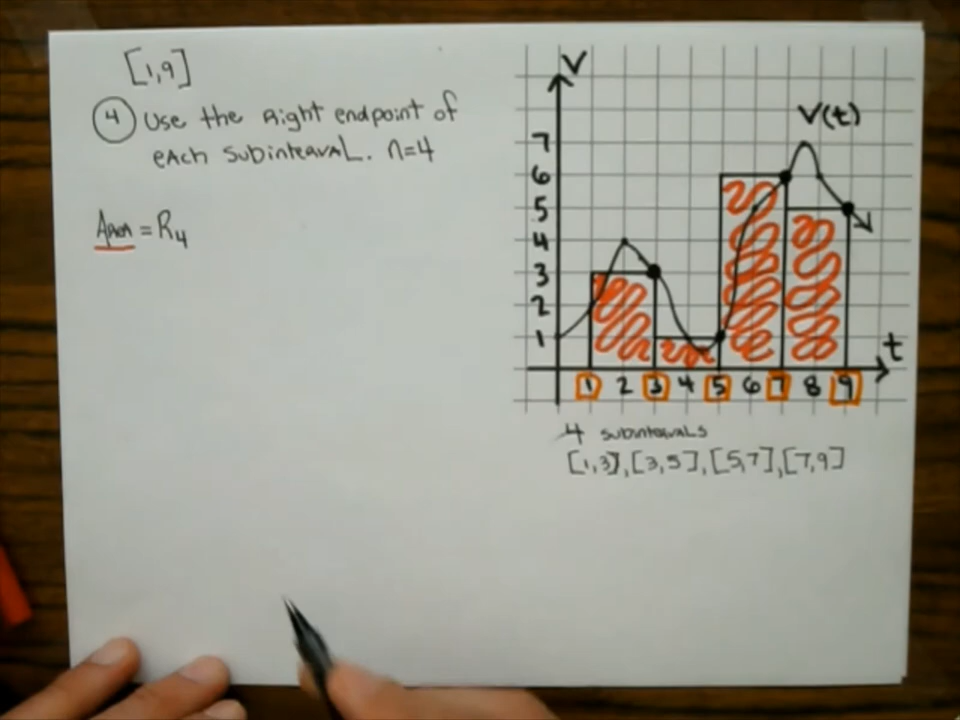 [1,9]
4 Use the Right endpoint of
each subinterval. n=4
Area = R4
V
V(t)
7
6
5
4
3
2
1
t
1 2 3 4 5 6 7 8 9
4 subintervals
[1,3],[3,5],[5,7],[7,9]